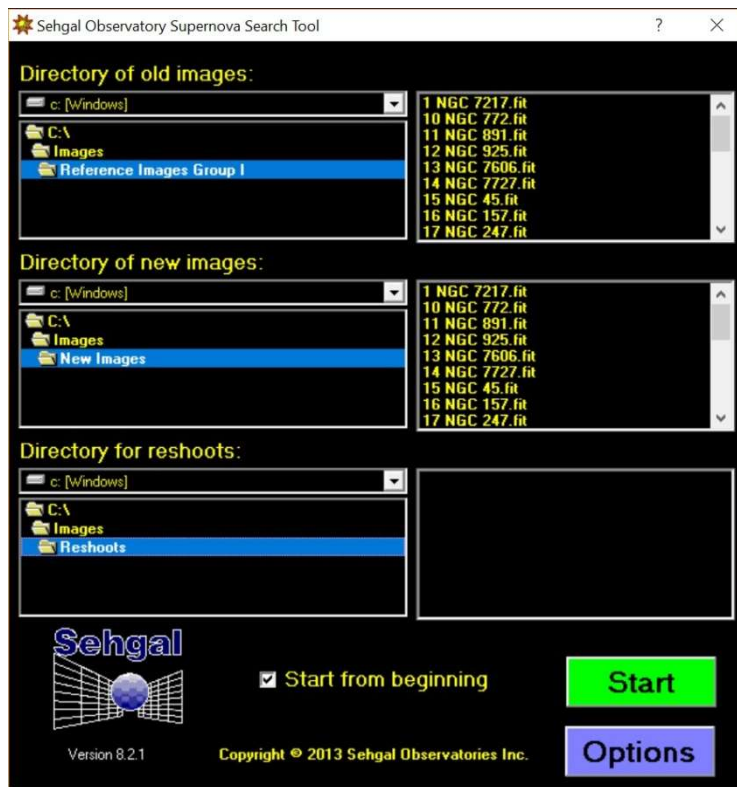 Sehgal Observatory Supernova Search Tool
Directory of old images:
c: [Windows]
C:\
Images
Reference Images Group I
1 NGC 7217.fit
10 NGC 772.fit
11 NGC 891.fit
12 NGC 925.fit
13 NGC 7606.fit
14 NGC 7727.fit
15 NGC 45.fit
16 NGC 157.fit
17 NGC 247.fit
Directory of new images:
c: [Windows]
C:\
Images
New Images
1 NGC 7217.fit
10 NGC 772.fit
11 NGC 891.fit
12 NGC 925.fit
13 NGC 7606.fit
14 NGC 7727.fit
15 NGC 45.fit
16 NGC 157.fit
17 NGC 247.fit
Directory for reshoots:
c: [Windows]
C:\
Images
Reshoots
Sehgal
Start from beginning
Start
Version 8.2.1
Copyright © 2013 Sehgal Observatories Inc.
Options